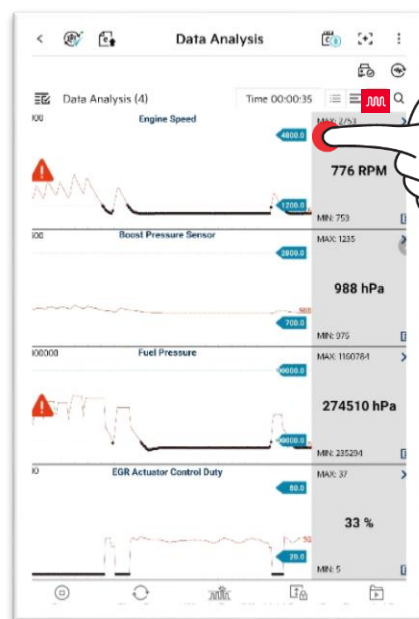 Data Analysis
Data Analysis (4)
Time 00:00:35
Engine Speed
MAX: 2753
4800.0
776 RPM
1200.0
MIN: 753
Boost Pressure Sensor
MAX: 1235
988 hPa
700.0
MIN: 975
Fuel Pressure
MAX: 1160784
274510 hPa
MIN: 235294
EGR Actuator Control Duty
MAX: 37
80.0
33 %
20.0
MIN: 5